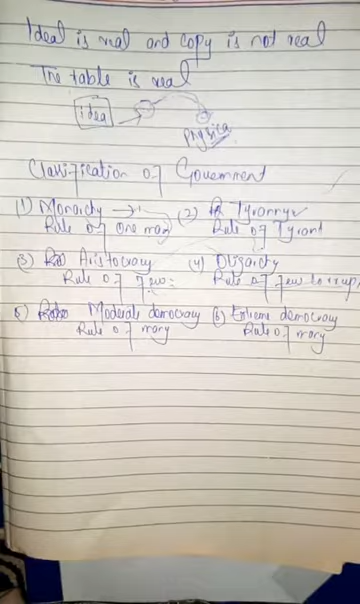 Ideal is real and copy is not real
The table is real
idea
physica
Classification of Government
(1) Monarchy → (2) Tyranny
Rule of one man Rule of Tyrant
(3) Aristocracy (4) Oligarchy
Rule of few Rule of few corrup
5) Moderate democracy (6) Extreme democracy
Rule of many Rule of many